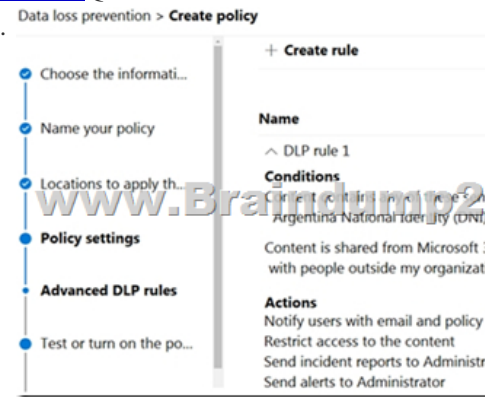 Data loss prevention > Create policy
Choose the informati...
Name your policy
Locations to apply th...
Policy settings
Advanced DLP rules
Test or turn on the po...
+ Create rule
Name
DLP rule 1
Conditions
Content contains
Argentina National Identity (DNI)
Content is shared from Microsoft
with people outside my organizat
Actions
Notify users with email and policy
Restrict access to the content
Send incident reports to Administr
Send alerts to Administrator
www.Braindump2